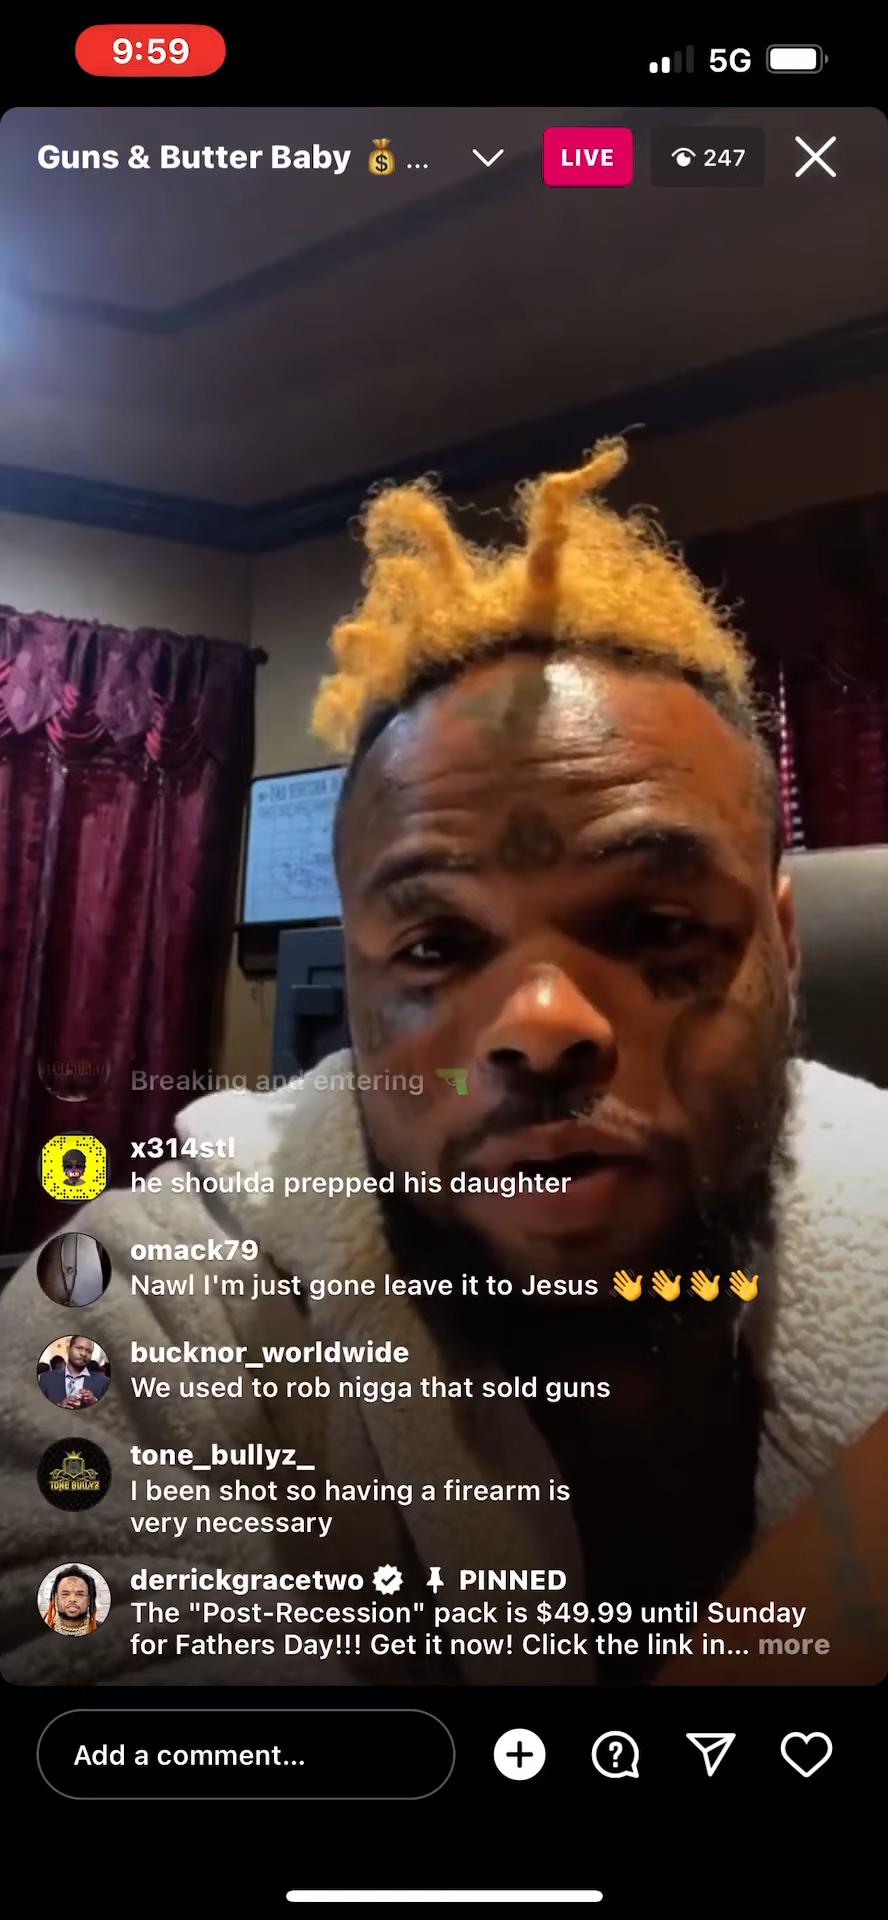 9:59
5G
Guns & Butter Baby 💰 ...
LIVE
247
Breaking and entering 🔫
x314stl
he shoulda prepped his daughter
omack79
Nawl I'm just gone leave it to Jesus 👋👋👋👋
bucknor_worldwide
We used to rob nigga that sold guns
TONE BULLYZ
tone_bullyz_
I been shot so having a firearm is
very necessary
derrickgracetwo PINNED
The "Post-Recession" pack is $49.99 until Sunday
for Fathers Day!!! Get it now! Click the link in... more
Add a comment...